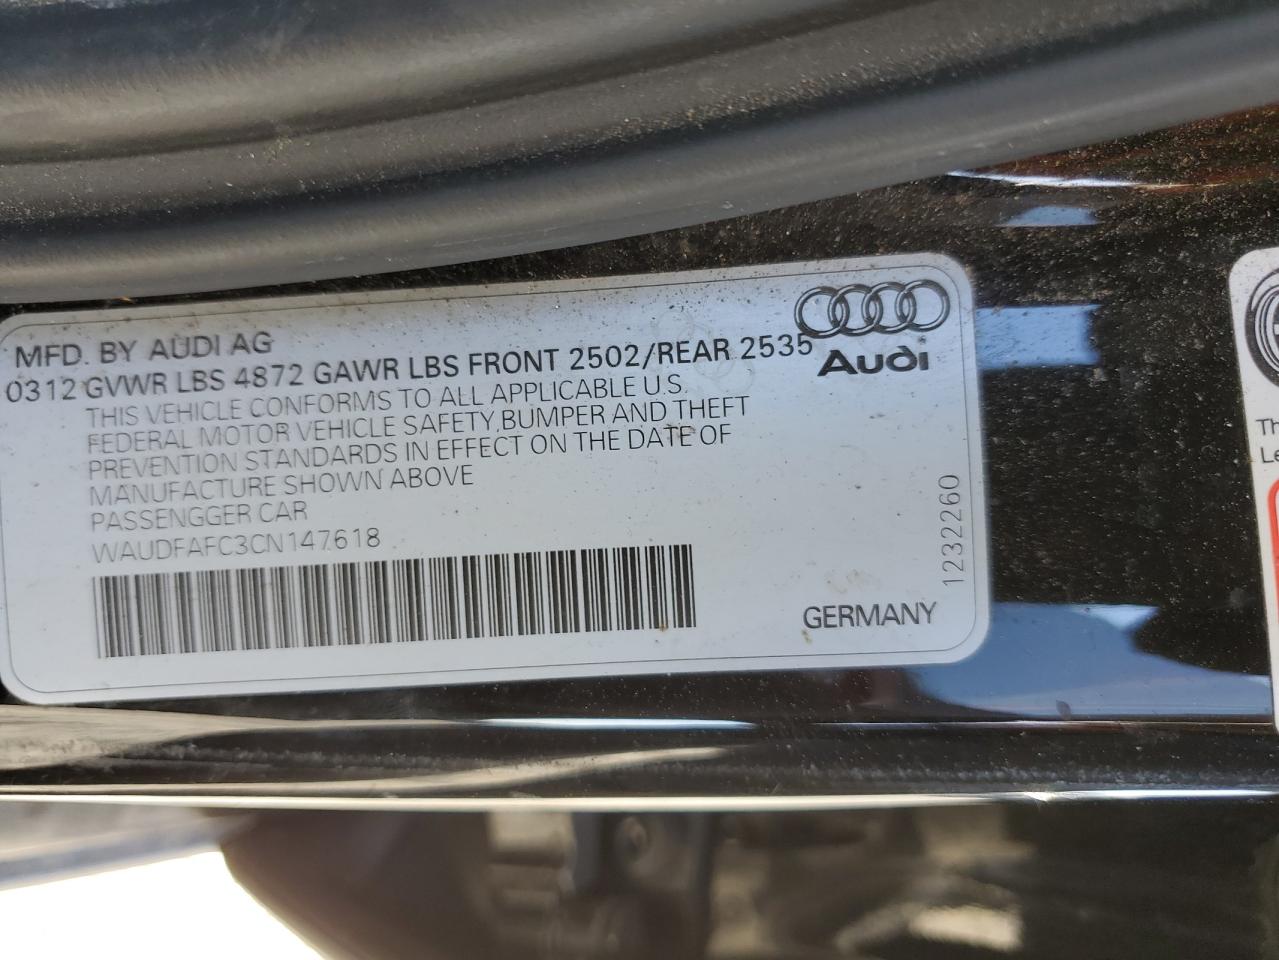 MFD. BY AUDI AG
0312 GVWR LBS 4872 GAWR LBS FRONT 2502/REAR 2535
Audi
THIS VEHICLE CONFORMS TO ALL APPLICABLE U.S.
FEDERAL MOTOR VEHICLE SAFETY, BUMPER AND THEFT
PREVENTION STANDARDS IN EFFECT ON THE DATE OF
MANUFACTURE SHOWN ABOVE
PASSENGGER CAR
WAUDFAFC3CN147618
GERMANY
1232260